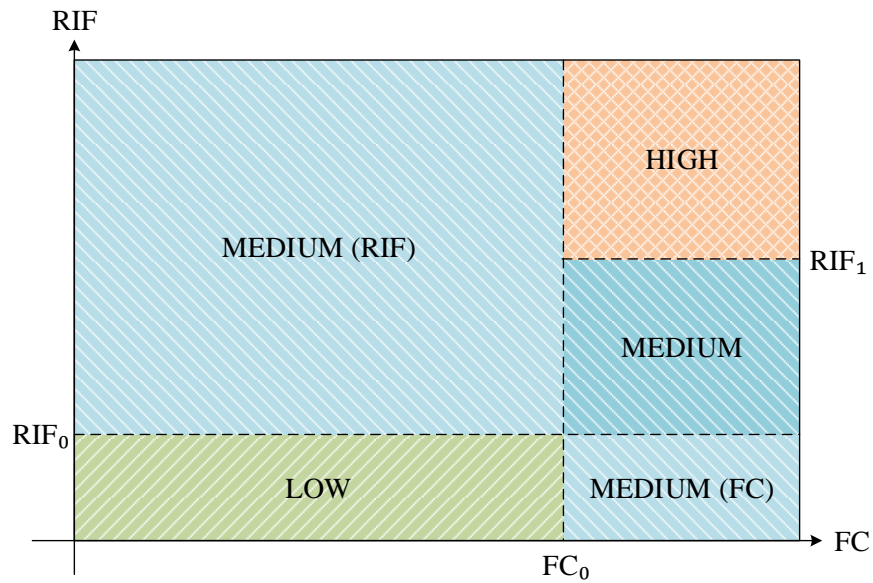 RIF
HIGH
MEDIUM (RIF)
RIF₁
MEDIUM
RIF₀
LOW
MEDIUM (FC)
FC
FC₀